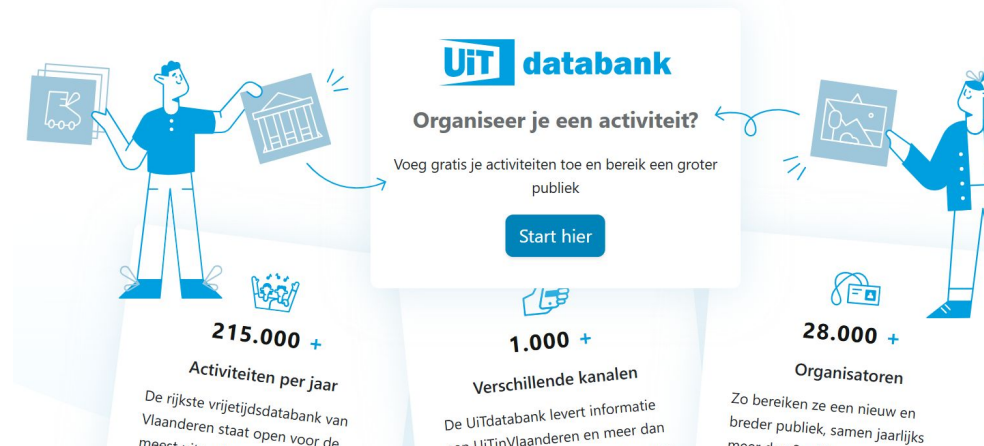 UiT databank
Organiseer je een activiteit?
Voeg gratis je activiteiten toe en bereik een groter
publiek
Start hier
215.000 +
Activiteiten per jaar
De rijkste vrijetijdsdatabank van
Vlaanderen staat open voor de
1.000 +
Verschillende kanalen
De UiTdatabank levert informatie
UiTinVlaanderen en meer dan
28.000 +
Organisatoren
Zo bereiken ze een nieuw en
breder publiek, samen jaarlijks